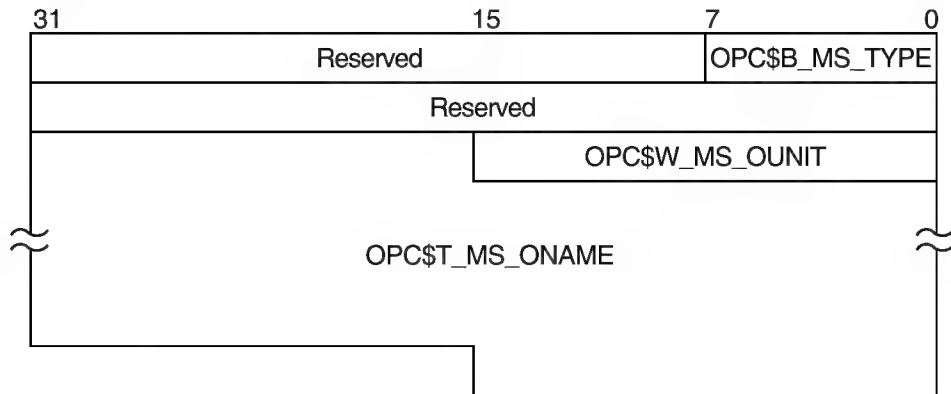 31 15 7 0
Reserved OPC$B_MS_TYPE
Reserved
OPC$W_MS_OUNIT
OPC$T_MS_ONAME